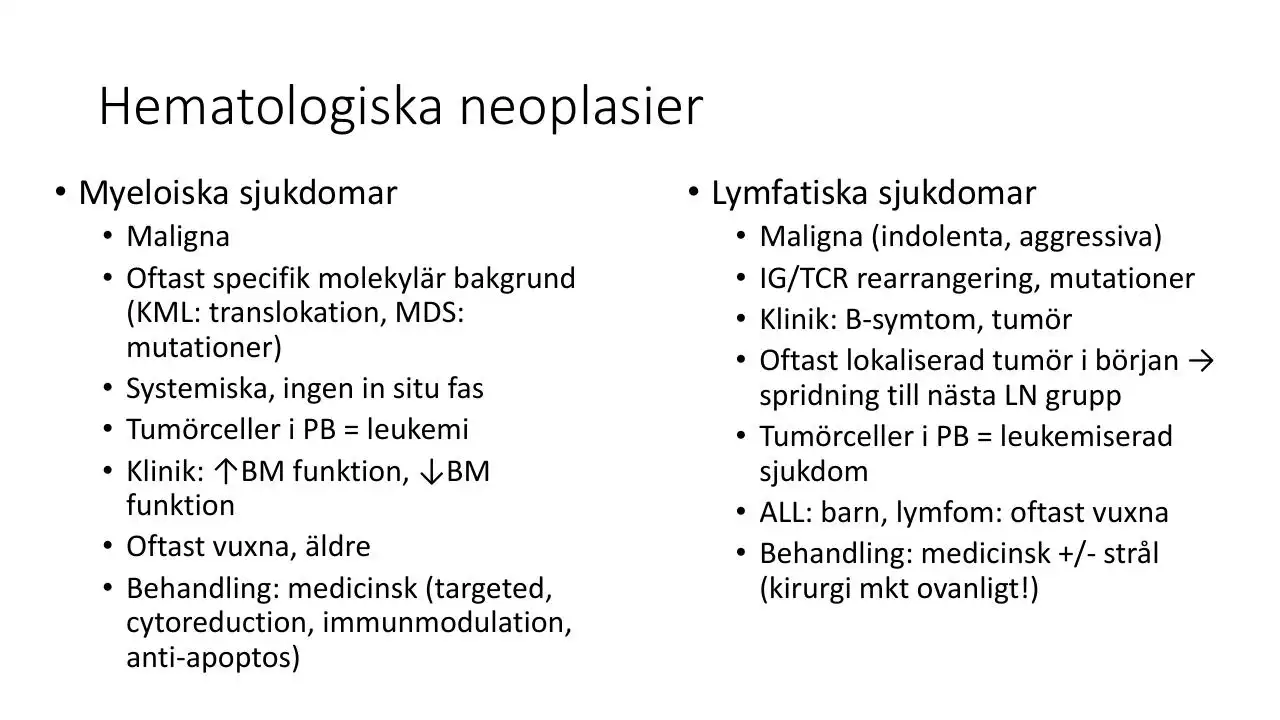 Hematologiska neoplasier
• Myeloiska sjukdomar
• Maligna
• Oftast specifik molekylär bakgrund
(KML: translokation, MDS:
mutationer)
• Systemiska, ingen in situ fas
• Tumörceller i PB = leukemi
• Klinik: ↑BM funktion, ↓BM
funktion
• Oftast vuxna, äldre
• Behandling: medicinsk (targeted,
cytoreduction, immunmodulation,
anti-apoptos)
• Lymfatiska sjukdomar
• Maligna (indolenta, aggressiva)
• IG/TCR rearrangering, mutationer
• Klinik: B-symtom, tumör
• Oftast lokaliserad tumör i början →
spridning till nästa LN grupp
• Tumörceller i PB = leukemiserad
sjukdom
• ALL: barn, lymfom: oftast vuxna
• Behandling: medicinsk +/- strål
(kirurgi mkt ovanligt!)